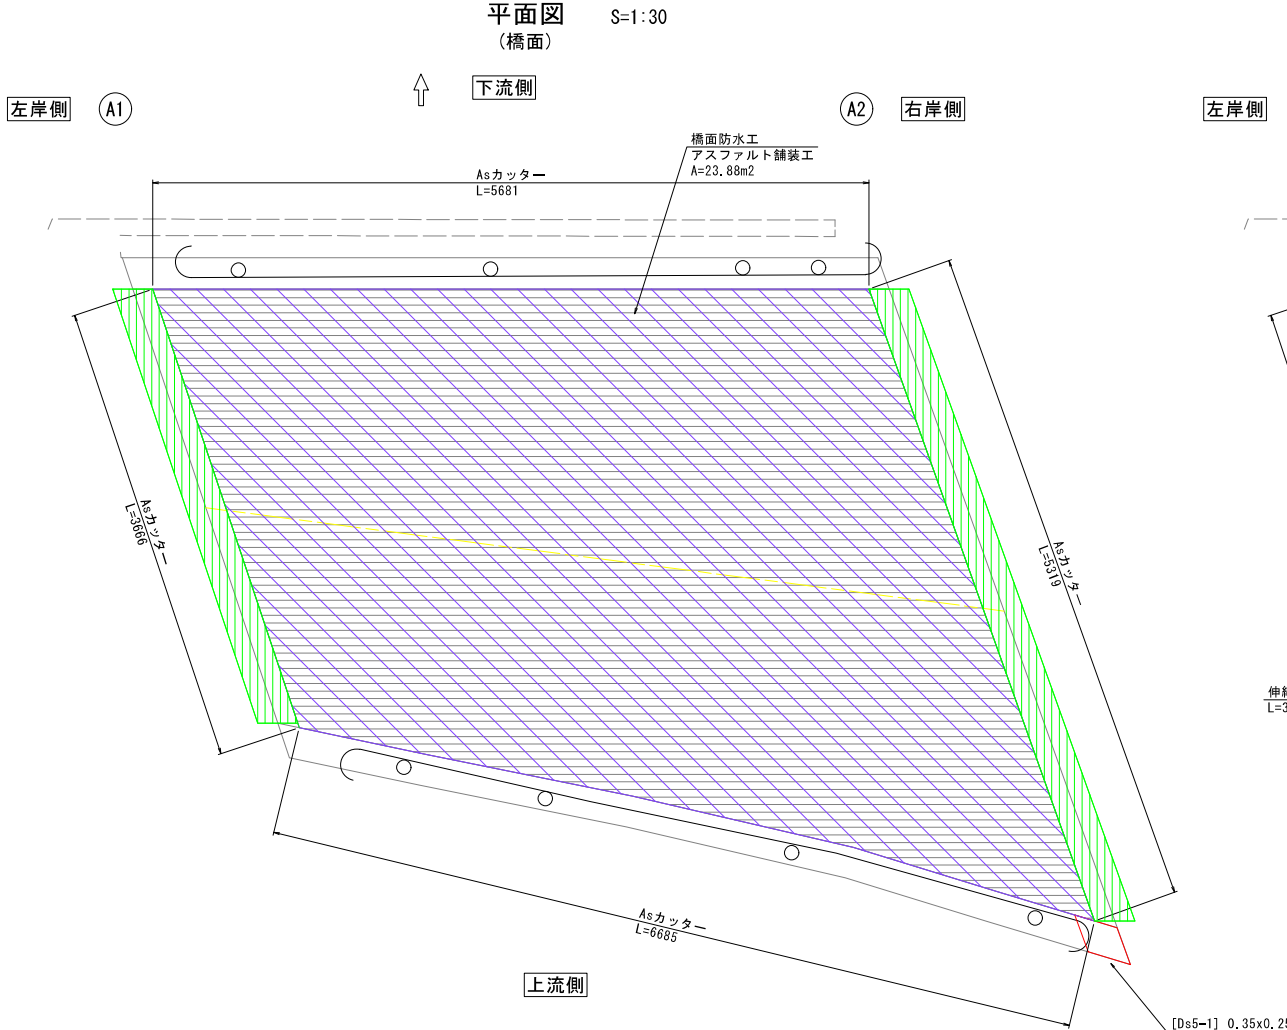 平面図 S=1:30
(橋面)
下流側
左岸側 A1
A2 右岸側
左岸側
橋面防水工
アスファルト舗装工
A=23.88m2
Asカッター
L=5681
Asカッター
L=3666
Asカッター
L=5319
L=3
Asカッター
L=6685
上流側
[Ds5-1] 0.35x0.25